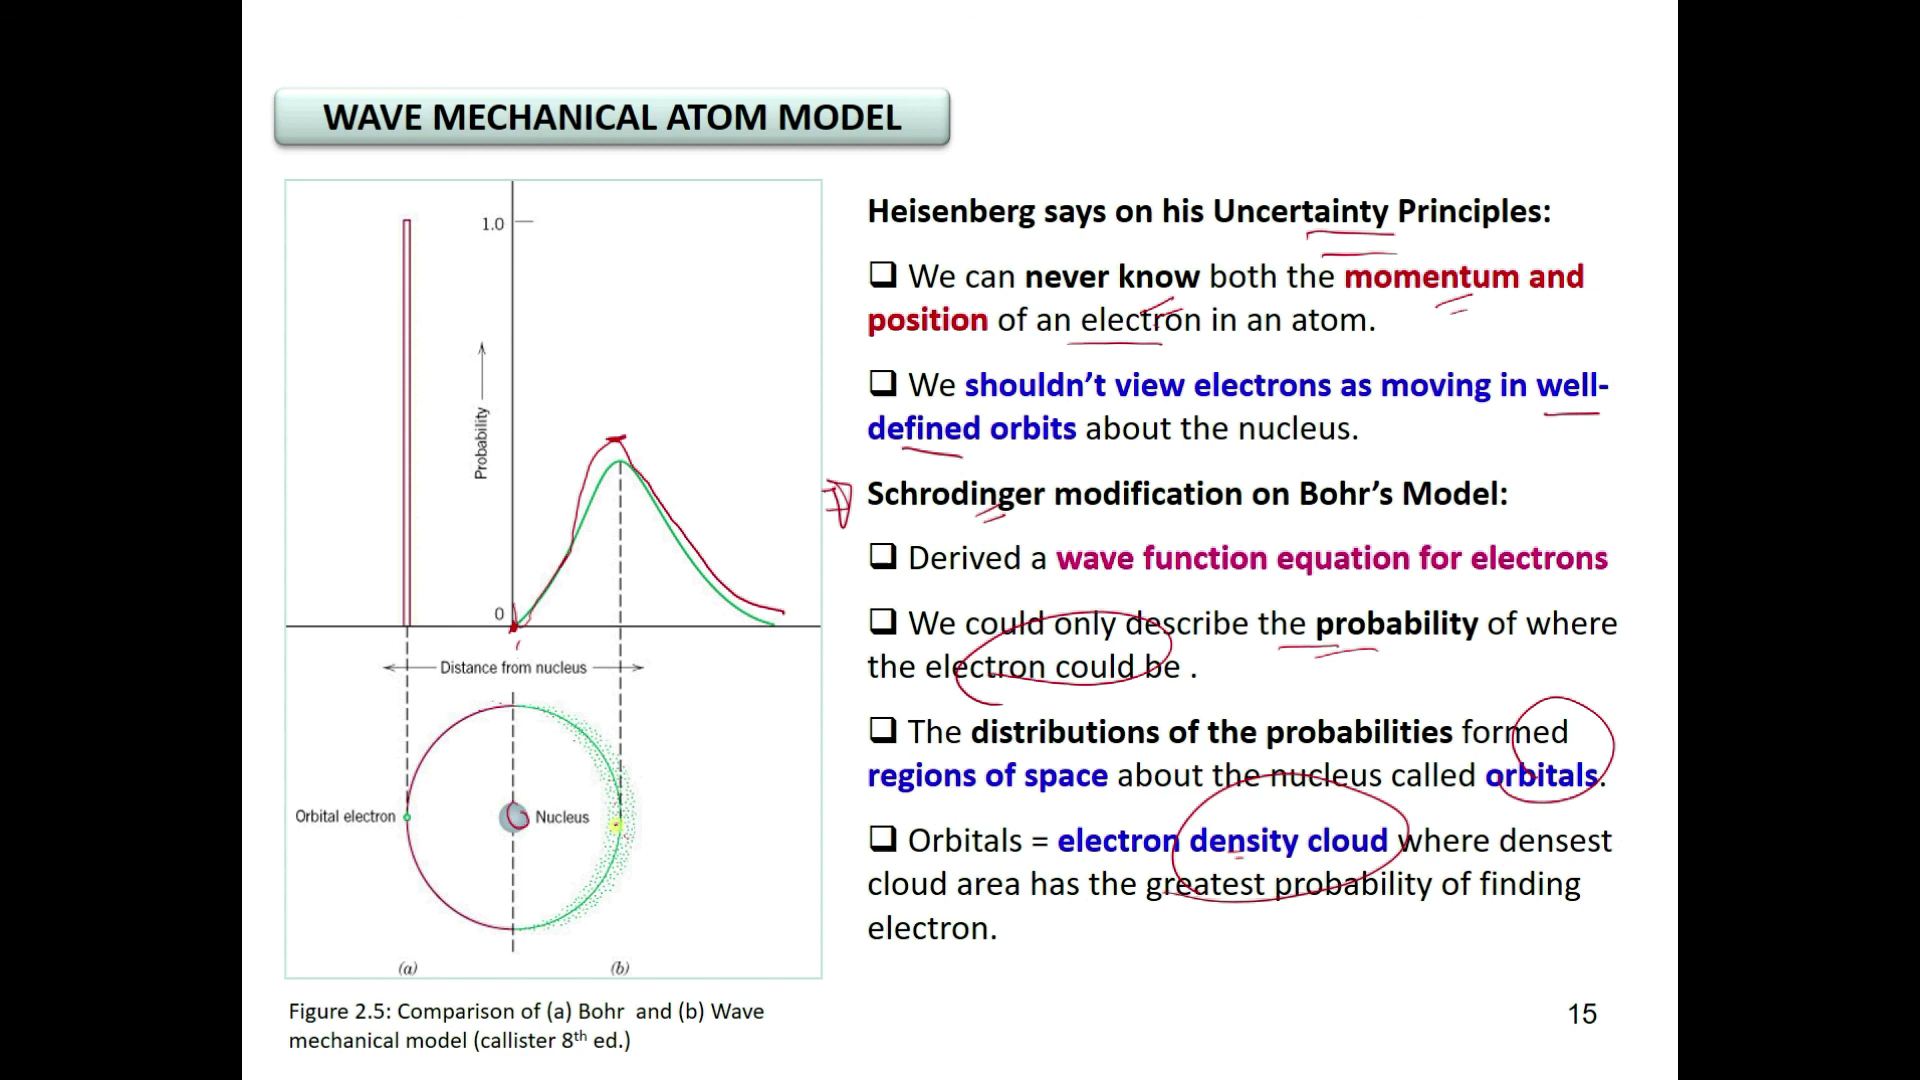 WAVE MECHANICAL ATOM MODEL
1.0
Probability
0
Distance from nucleus
Orbital electron
Nucleus
(a)
(b)
Figure 2.5: Comparison of (a) Bohr and (b) Wave
mechanical model (callister 8th ed.)
Heisenberg says on his Uncertainty Principles:
❑ We can never know both the momentum and
position of an electron in an atom.
❑ We shouldn’t view electrons as moving in well-
defined orbits about the nucleus.
Schrodinger modification on Bohr’s Model:
❑ Derived a wave function equation for electrons
❑ We could only describe the probability of where
the electron could be .
❑ The distributions of the probabilities formed
regions of space about the nucleus called orbitals.
❑ Orbitals = electron density cloud where densest
cloud area has the greatest probability of finding
electron.
15